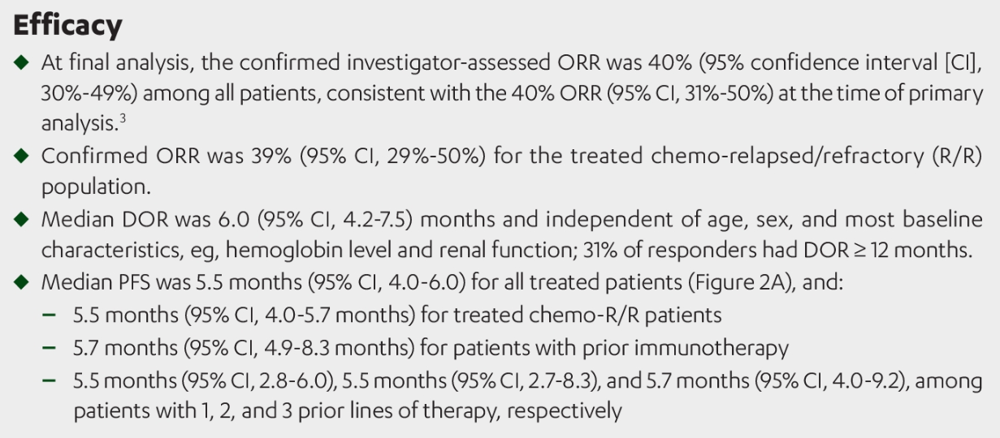 Efficacy
◆ At final analysis, the confirmed investigator-assessed ORR was 40% (95% confidence interval [CI],
30%-49%) among all patients, consistent with the 40% ORR (95% CI, 31%-50%) at the time of primary
analysis.³
◆ Confirmed ORR was 39% (95% CI, 29%-50%) for the treated chemo-relapsed/refractory (R/R)
population.
◆ Median DOR was 6.0 (95% CI, 4.2-7.5) months and independent of age, sex, and most baseline
characteristics, eg, hemoglobin level and renal function; 31% of responders had DOR ≥ 12 months.
◆ Median PFS was 5.5 months (95% CI, 4.0-6.0) for all treated patients (Figure 2A), and:
– 5.5 months (95% CI, 4.0-5.7 months) for treated chemo-R/R patients
– 5.7 months (95% CI, 4.9-8.3 months) for patients with prior immunotherapy
– 5.5 months (95% CI, 2.8-6.0), 5.5 months (95% CI, 2.7-8.3), and 5.7 months (95% CI, 4.0-9.2), among
patients with 1, 2, and 3 prior lines of therapy, respectively